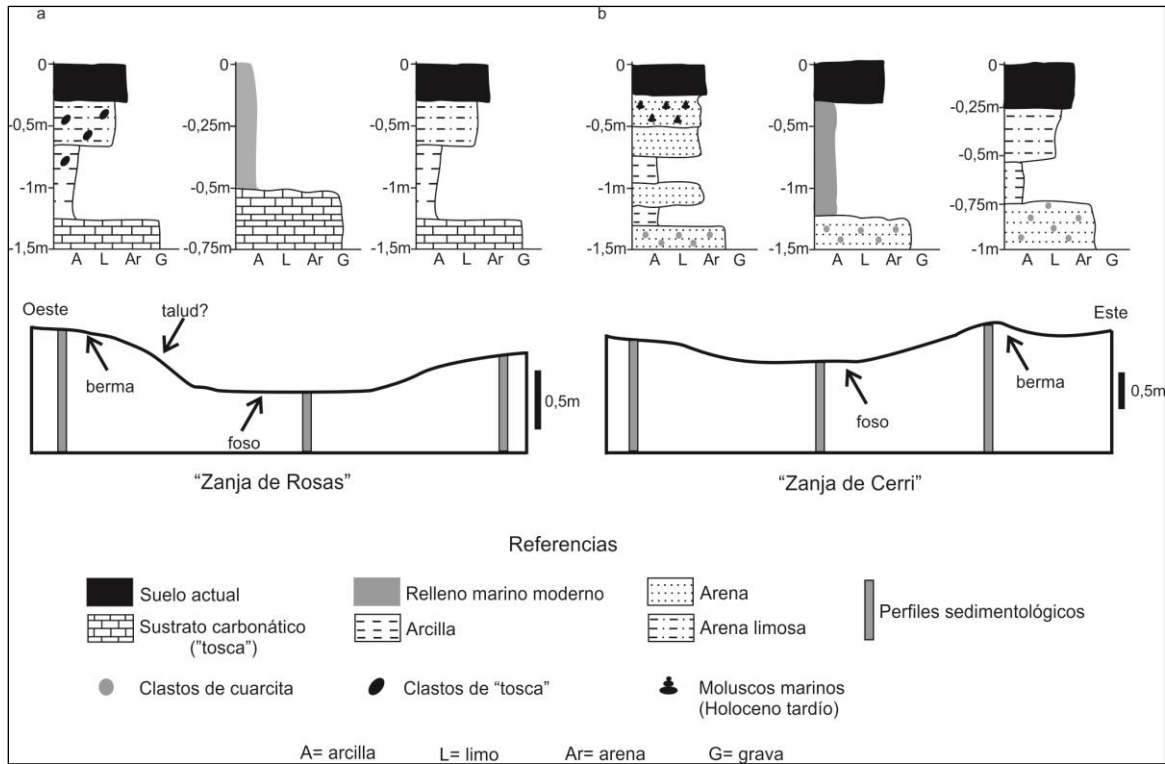 a
b
0
-0,5m
-1m
-1,5m
A L Ar G
0
-0,25m
-0,5m
-0,75m
A L Ar G
0
-0,5m
-1m
-1,5m
A L Ar G
0
-0,5m
-1m
-1,5m
A L Ar G
0
-0,5m
-1m
-1,5m
A L Ar G
0
-0,25m
-0,5m
-0,75m
-1m
A L Ar G
Oeste
talud?
berma
foso
0,5m
"Zanja de Rosas"
Este
berma
foso
0,5m
"Zanja de Cerri"
Referencias
Suelo actual
Relleno marino moderno
Arena
Perfiles sedimentológicos
Sustrato carbonático
("tosca")
Arcilla
Arena limosa
Clastos de cuarcita
Clastos de "tosca"
Moluscos marinos
(Holoceno tardío)
A= arcilla L= limo Ar= arena G= grava